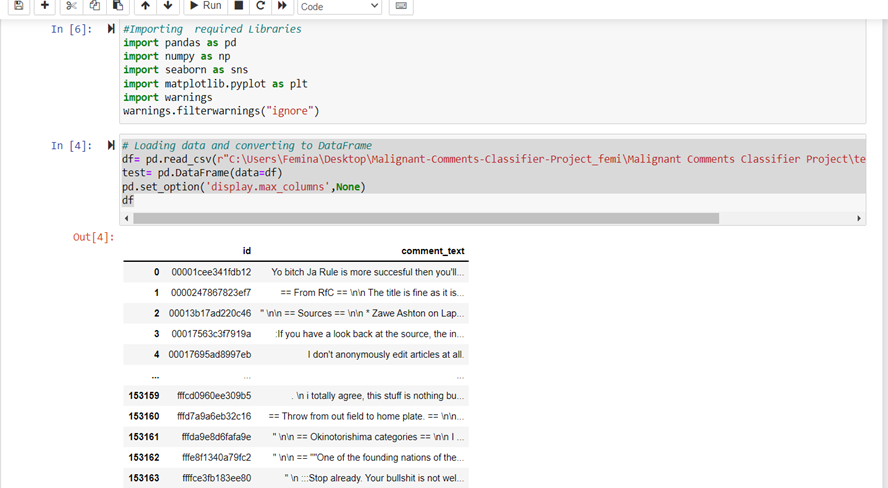 Run Code
In [6]: #Importing  required Libraries
import pandas as pd
import numpy as np
import seaborn as sns
import matplotlib.pyplot as plt
import warnings
warnings.filterwarnings("ignore")
In [4]: # Loading data and converting to DataFrame
df= pd.read_csv(r"C:\Users\Femina\Desktop\Malignant-Comments-Classifier-Project_femi\Malignant Comments Classifier Project\te
test= pd.DataFrame(data=df)
pd.set_option('display.max_columns',None)
df
Out[4]:
id comment_text
0 00001cee341fdb12 Yo bitch Ja Rule is more succesful then you'll...
1 0000247867823ef7 == From RfC == \n\n The title is fine as it is...
2 00013b17ad220c46 " \n\n == Sources == \n\n * Zawe Ashton on Lap...
3 00017563c3f7919a :If you have a look back at the source, the in...
4 00017695ad8997eb I don't anonymously edit articles at all.
... ... ...
153159 fffcd0960ee309b5 . \n i totally agree, this stuff is nothing bu...
153160 fffd7a9a6eb32c16 == Throw from out field to home plate. == \n\n...
153161 fffda9e8d6fafa9e " \n\n == Okinotorishima categories == \n\n I ...
153162 fffe8f1340a79fc2 " \n\n == ""One of the founding nations of the...
153163 ffffce3fb183ee80 " \n :::Stop already. Your bullshit is not wel...